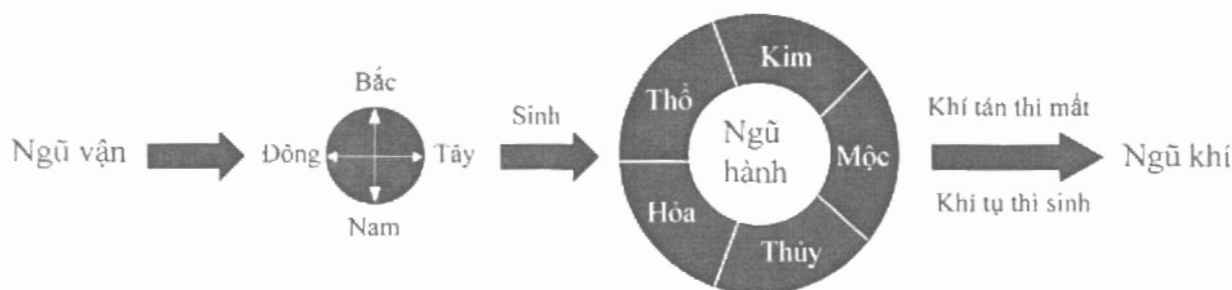 Ngũ vận
Bắc
Đông
Tây
Nam
Sinh
Kim
Thổ
Mộc
Hỏa
Thủy
Ngũ
hành
Khí tán thì mất
Khí tụ thì sinh
Ngũ khí